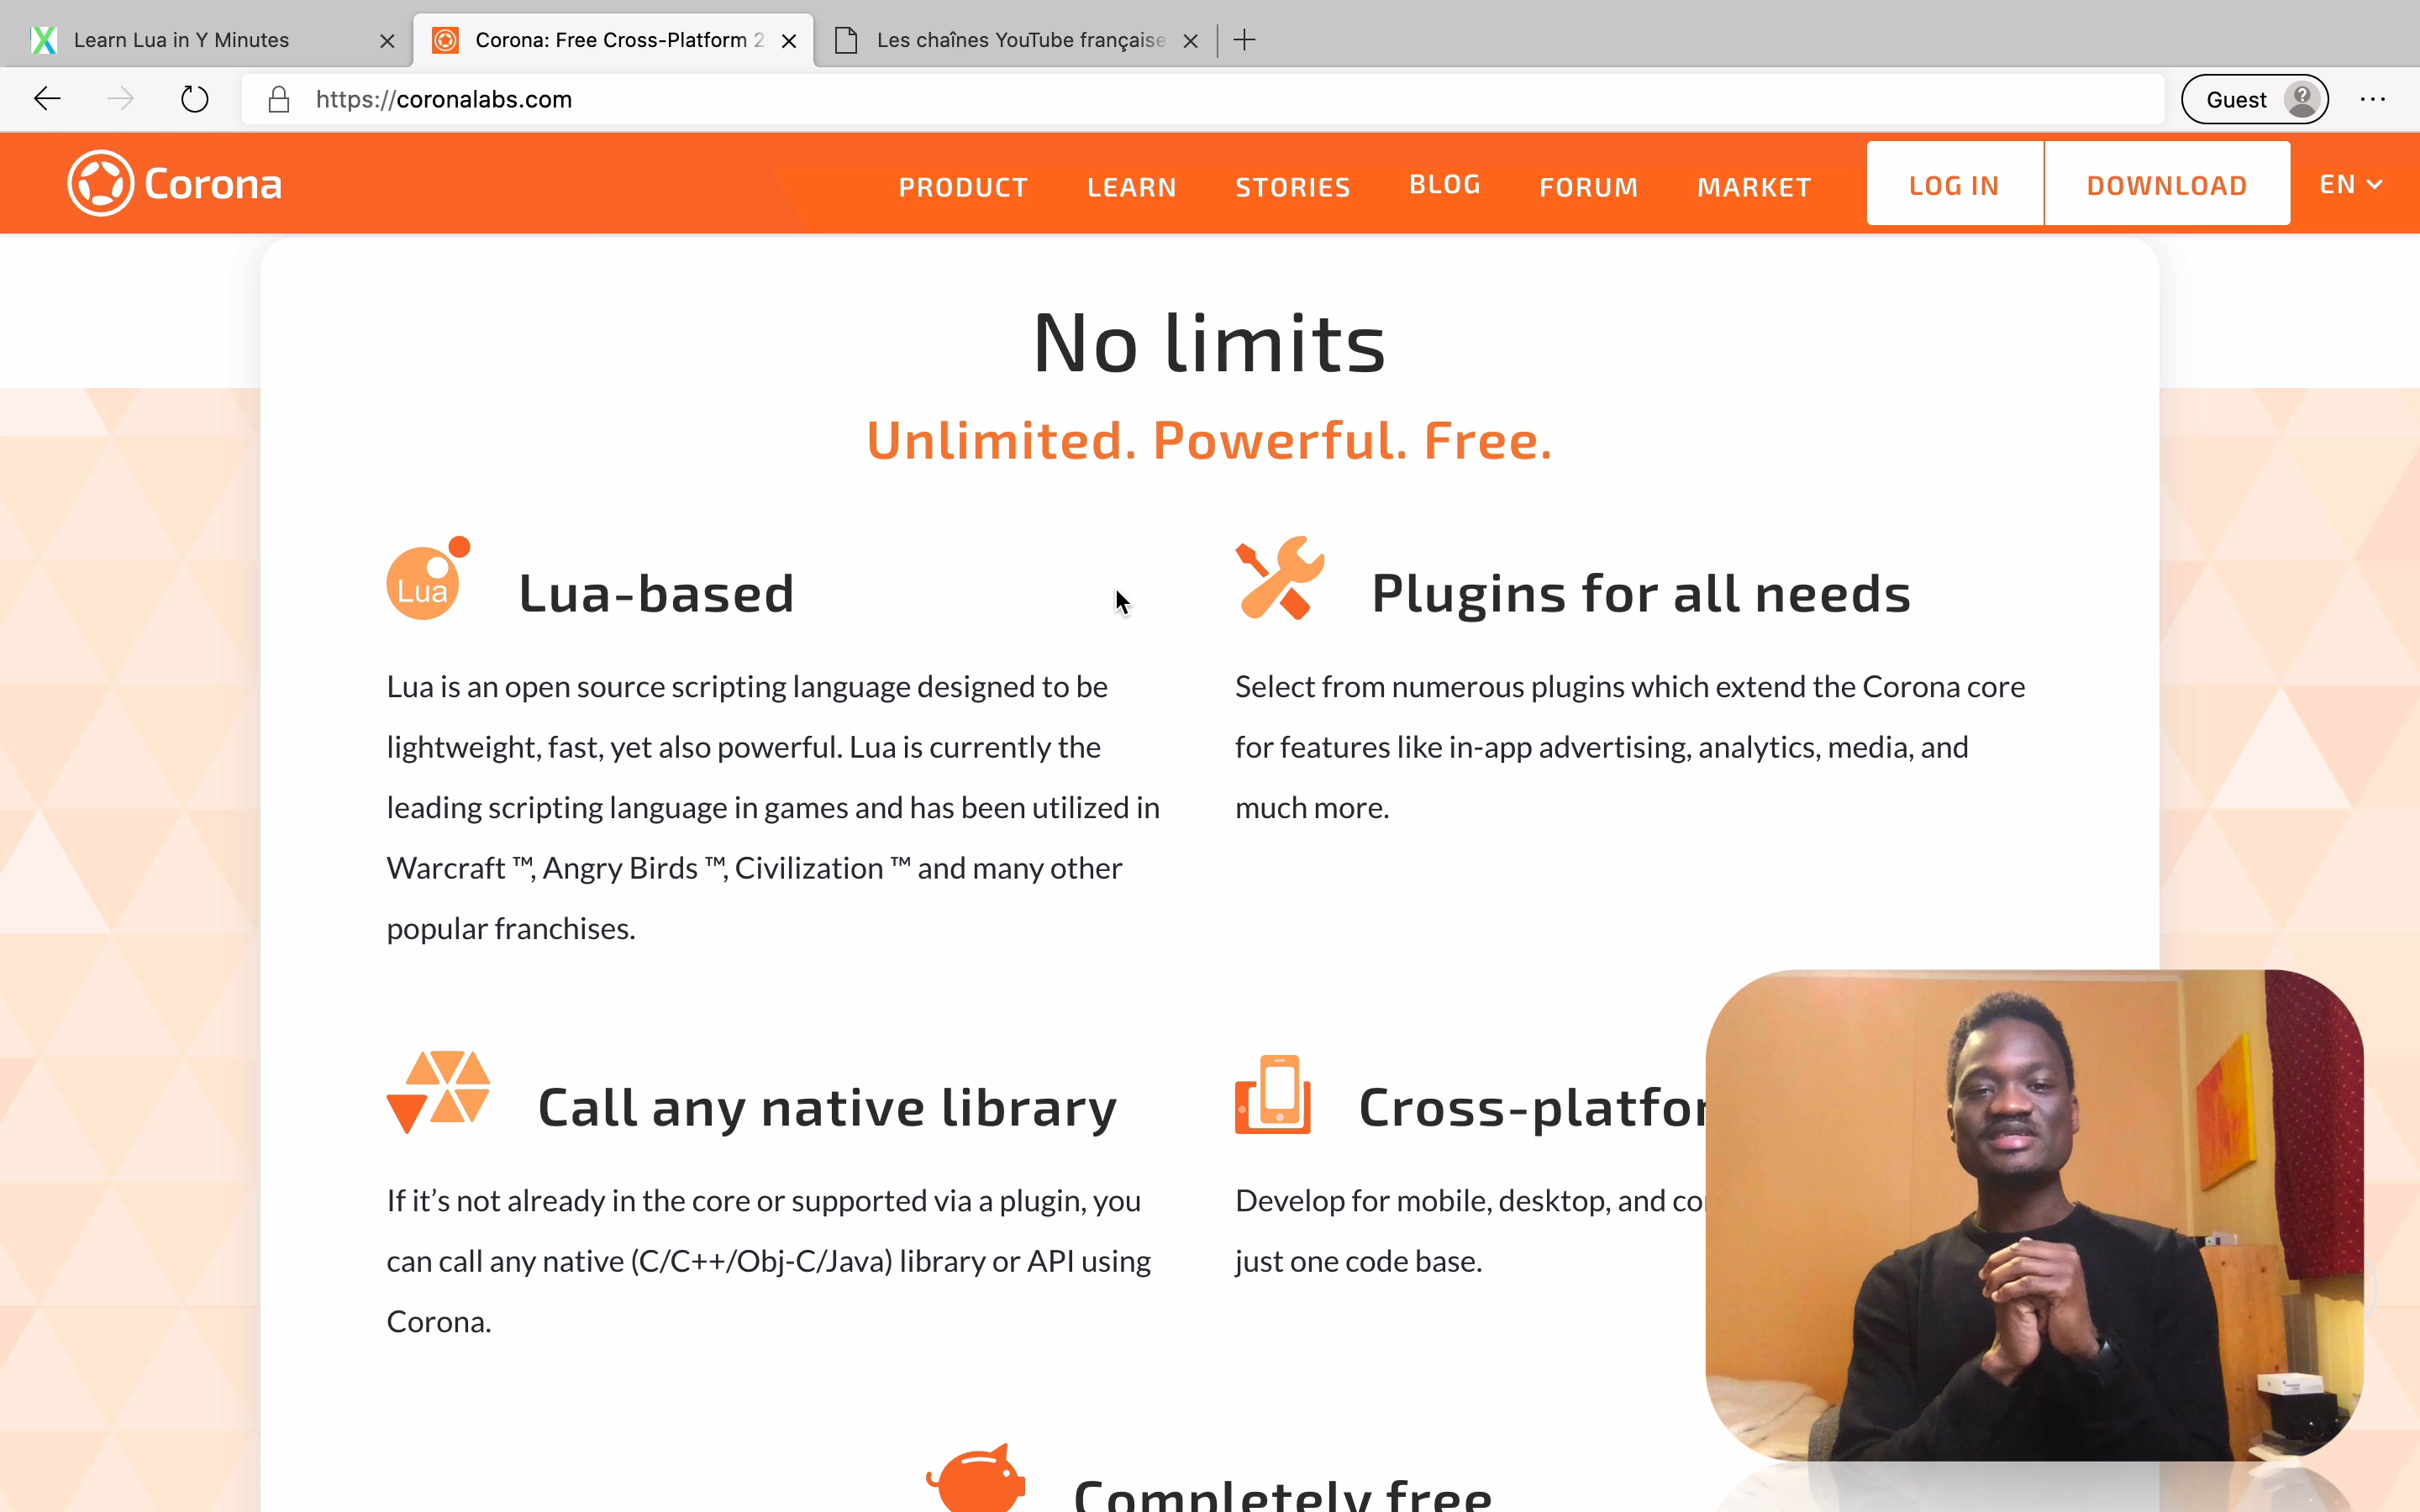 Learn Lua in Y Minutes
Corona: Free Cross-Platform 2
Les chaînes YouTube française
https://coronalabs.com
Guest
Corona
PRODUCT
LEARN
STORIES
BLOG
FORUM
MARKET
LOG IN
DOWNLOAD
EN
No limits
Unlimited. Powerful. Free.
Lua
Lua-based
Lua is an open source scripting language designed to be
lightweight, fast, yet also powerful. Lua is currently the
leading scripting language in games and has been utilized in
Warcraft ™, Angry Birds ™, Civilization ™ and many other
popular franchises.
Plugins for all needs
Select from numerous plugins which extend the Corona core
for features like in-app advertising, analytics, media, and
much more.
Call any native library
If it’s not already in the core or supported via a plugin, you
can call any native (C/C++/Obj-C/Java) library or API using
Corona.
Cross-platfor
Develop for mobile, desktop, and co
just one code base.
Completely free